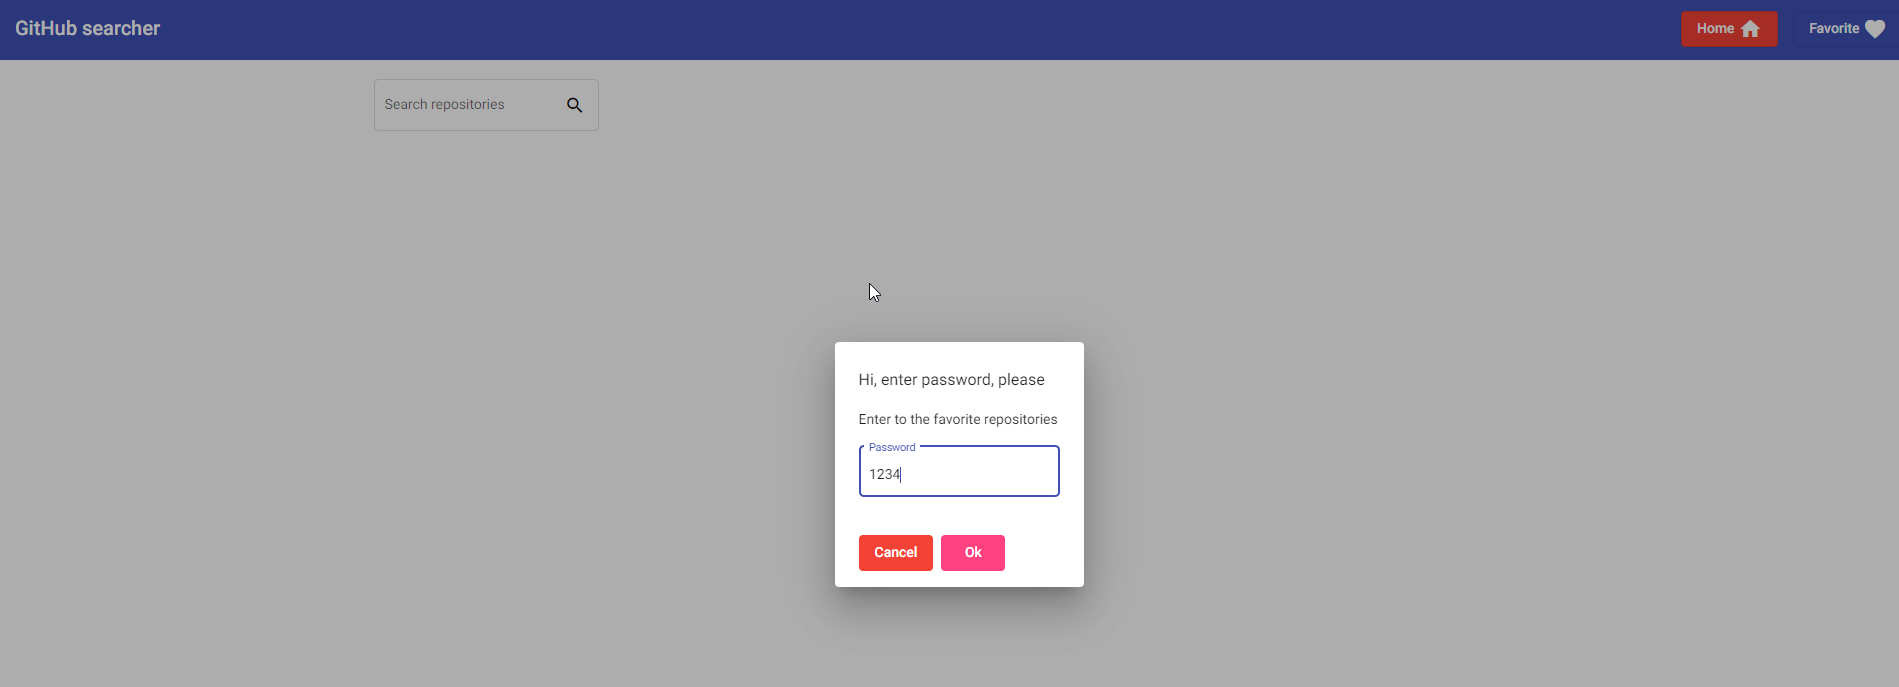 GitHub searcher
Home
Favorite
Search repositories
Hi, enter password, please
Enter to the favorite repositories
Password
1234
Cancel
Ok